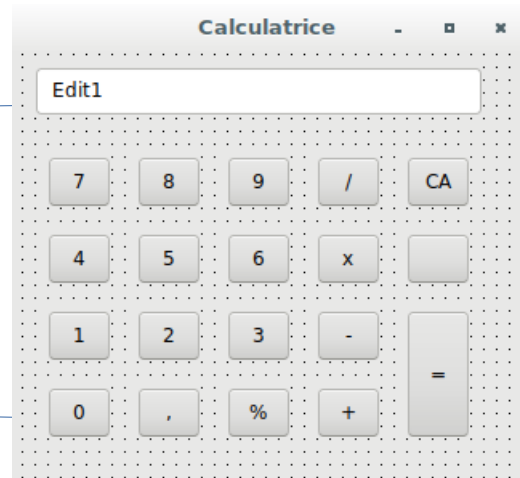 Calculatrice
Edit1
7 8 9 / CA
4 5 6 x
1 2 3 -
=
0 , % +